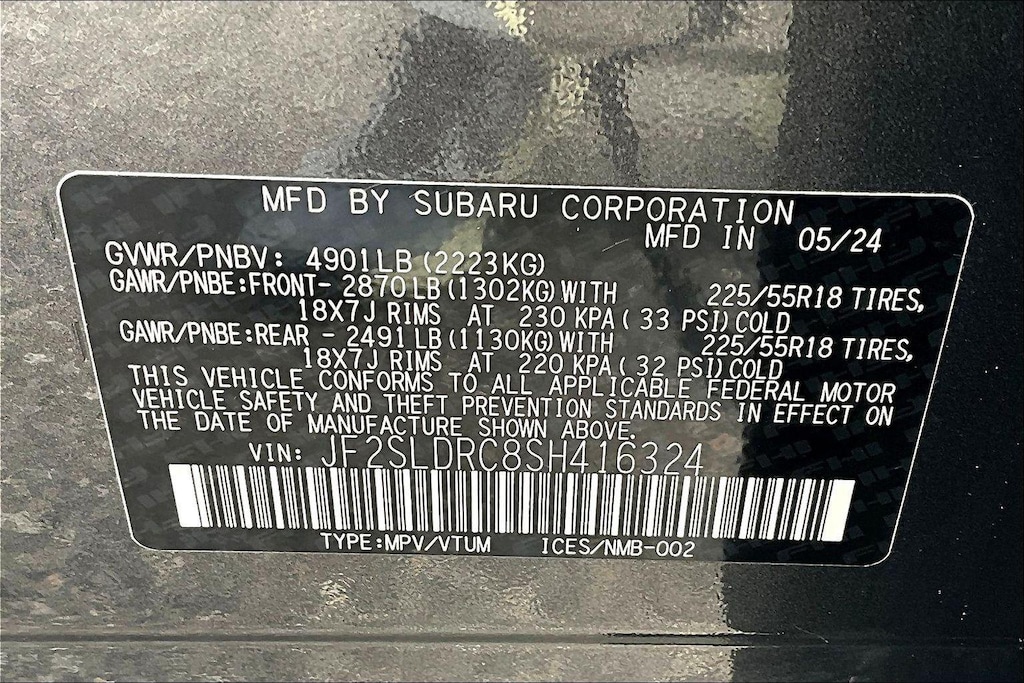 MFD BY SUBARU CORPORATION
MFD IN 05/24
GVWR/PNBV: 4901LB (2223KG)
GAWR/PNBE:FRONT- 2870 LB (1302KG) WITH 225/55R18 TIRES,
18X7J RIMS AT 230 KPA ( 33 PSI) COLD
GAWR/PNBE:REAR - 2491 LB (1130KG) WITH 225/55R18 TIRES,
18X7J RIMS AT 220 KPA ( 32 PSI) COLD
THIS VEHICLE CONFORMS TO ALL APPLICABLE FEDERAL MOTOR
VEHICLE SAFETY AND THEFT PREVENTION STANDARDS IN EFFECT ON
THE DATE OF MANUFACTURE SHOWN ABOVE.
VIN: JF2SLDRC8SH416324
TYPE:MPV/VTUM ICES/NMB-002